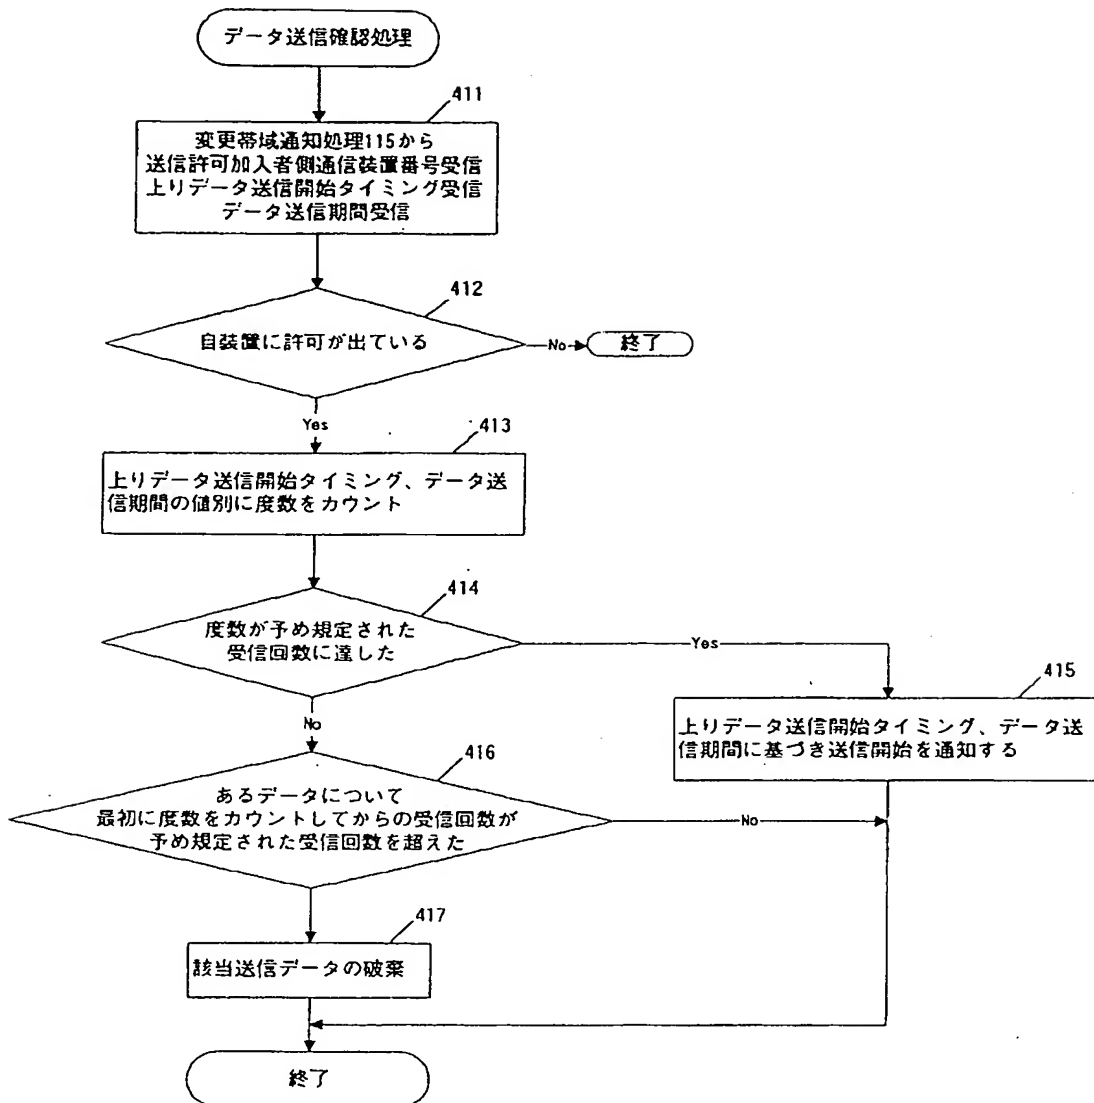 データ送信確認処理
411
変更帯域通知処理115から
送信許可加入者側通信装置番号受信
上りデータ送信開始タイミング受信
データ送信期間受信
412
自装置に許可が出ている
No
終了
Yes
413
上りデータ送信開始タイミング、データ送
信期間の値別に度数をカウント
414
度数が予め規定された
受信回数に達した
Yes
415
上りデータ送信開始タイミング、データ送
信期間に基づき送信開始を通知する
No
416
あるデータについて
最初に度数をカウントしてからの受信回数が
予め規定された受信回数を超えた
No
417
該当送信データの破棄
終了